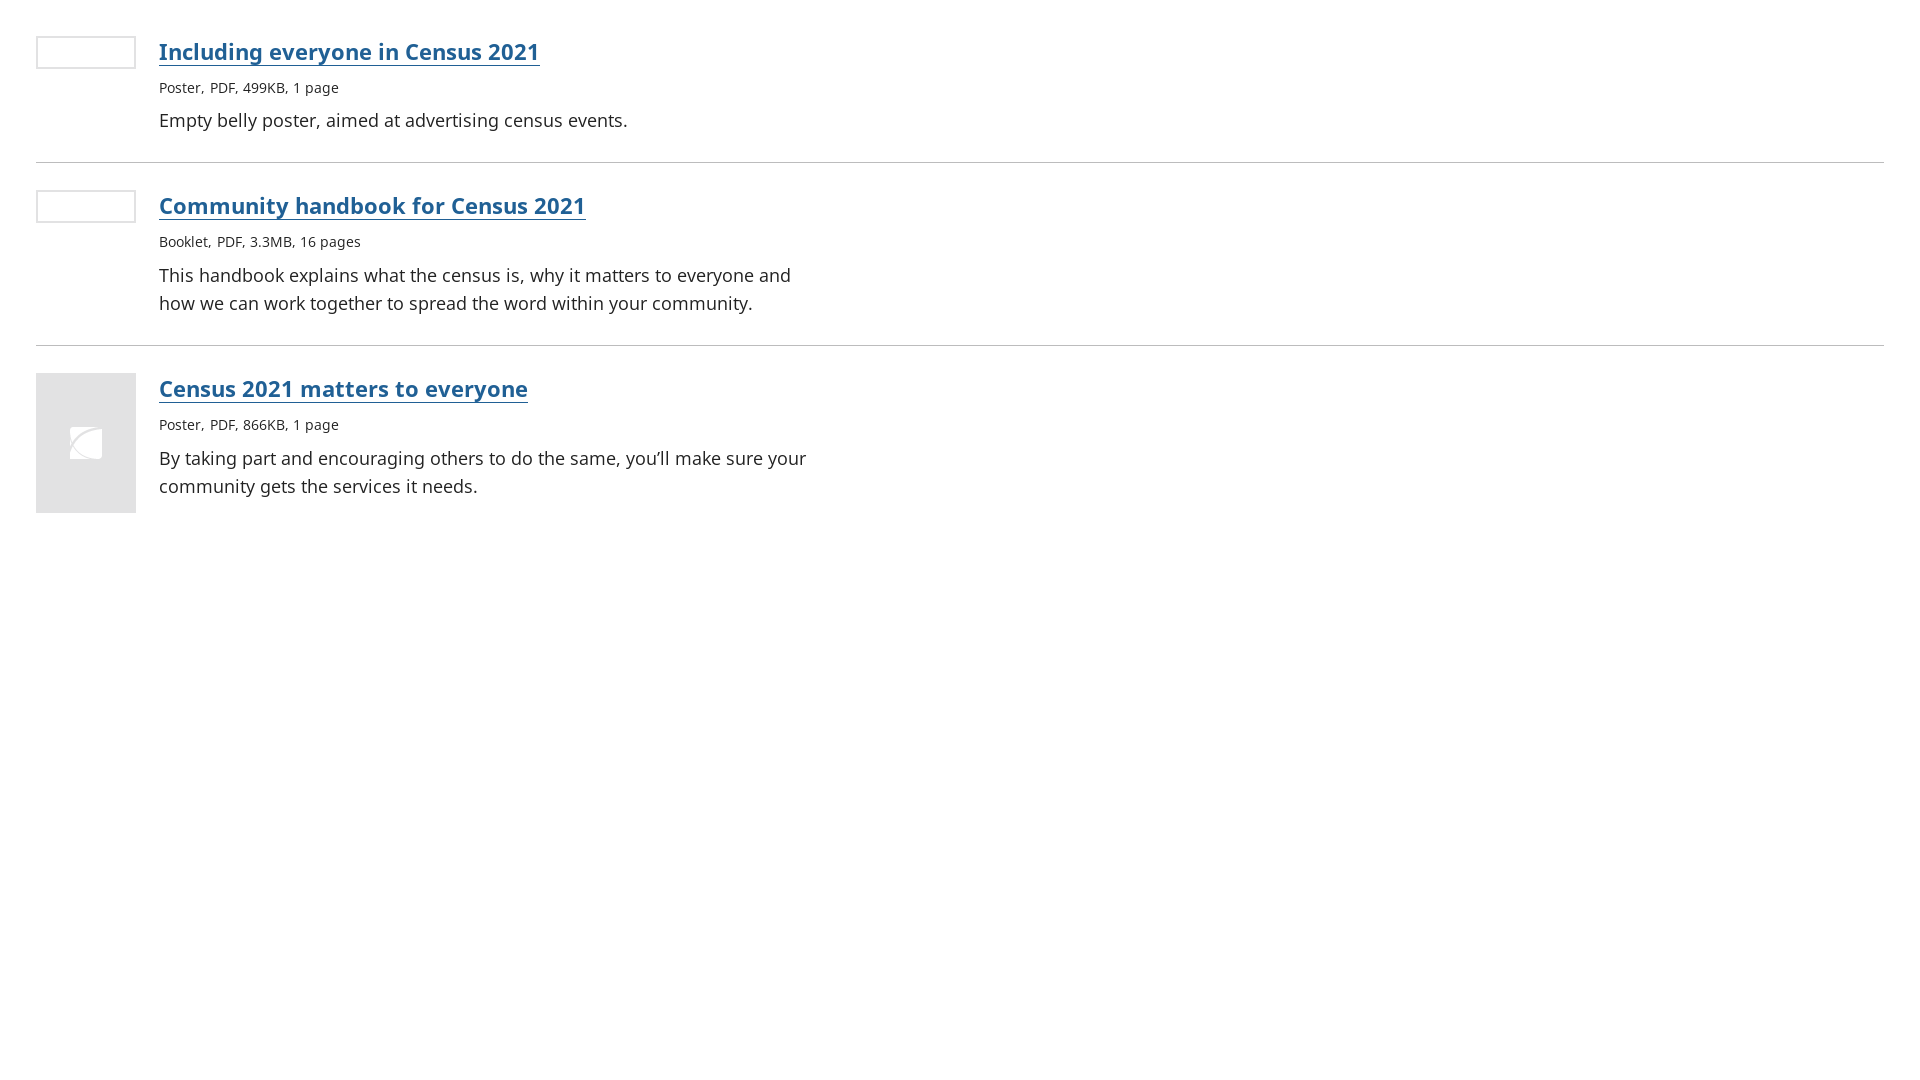 Including everyone in Census 2021
Poster, PDF, 499KB, 1 page
Empty belly poster, aimed at advertising census events.
Community handbook for Census 2021
Booklet, PDF, 3.3MB, 16 pages
This handbook explains what the census is, why it matters to everyone and
how we can work together to spread the word within your community.
Census 2021 matters to everyone
Poster, PDF, 866KB, 1 page
By taking part and encouraging others to do the same, you’ll make sure your
community gets the services it needs.